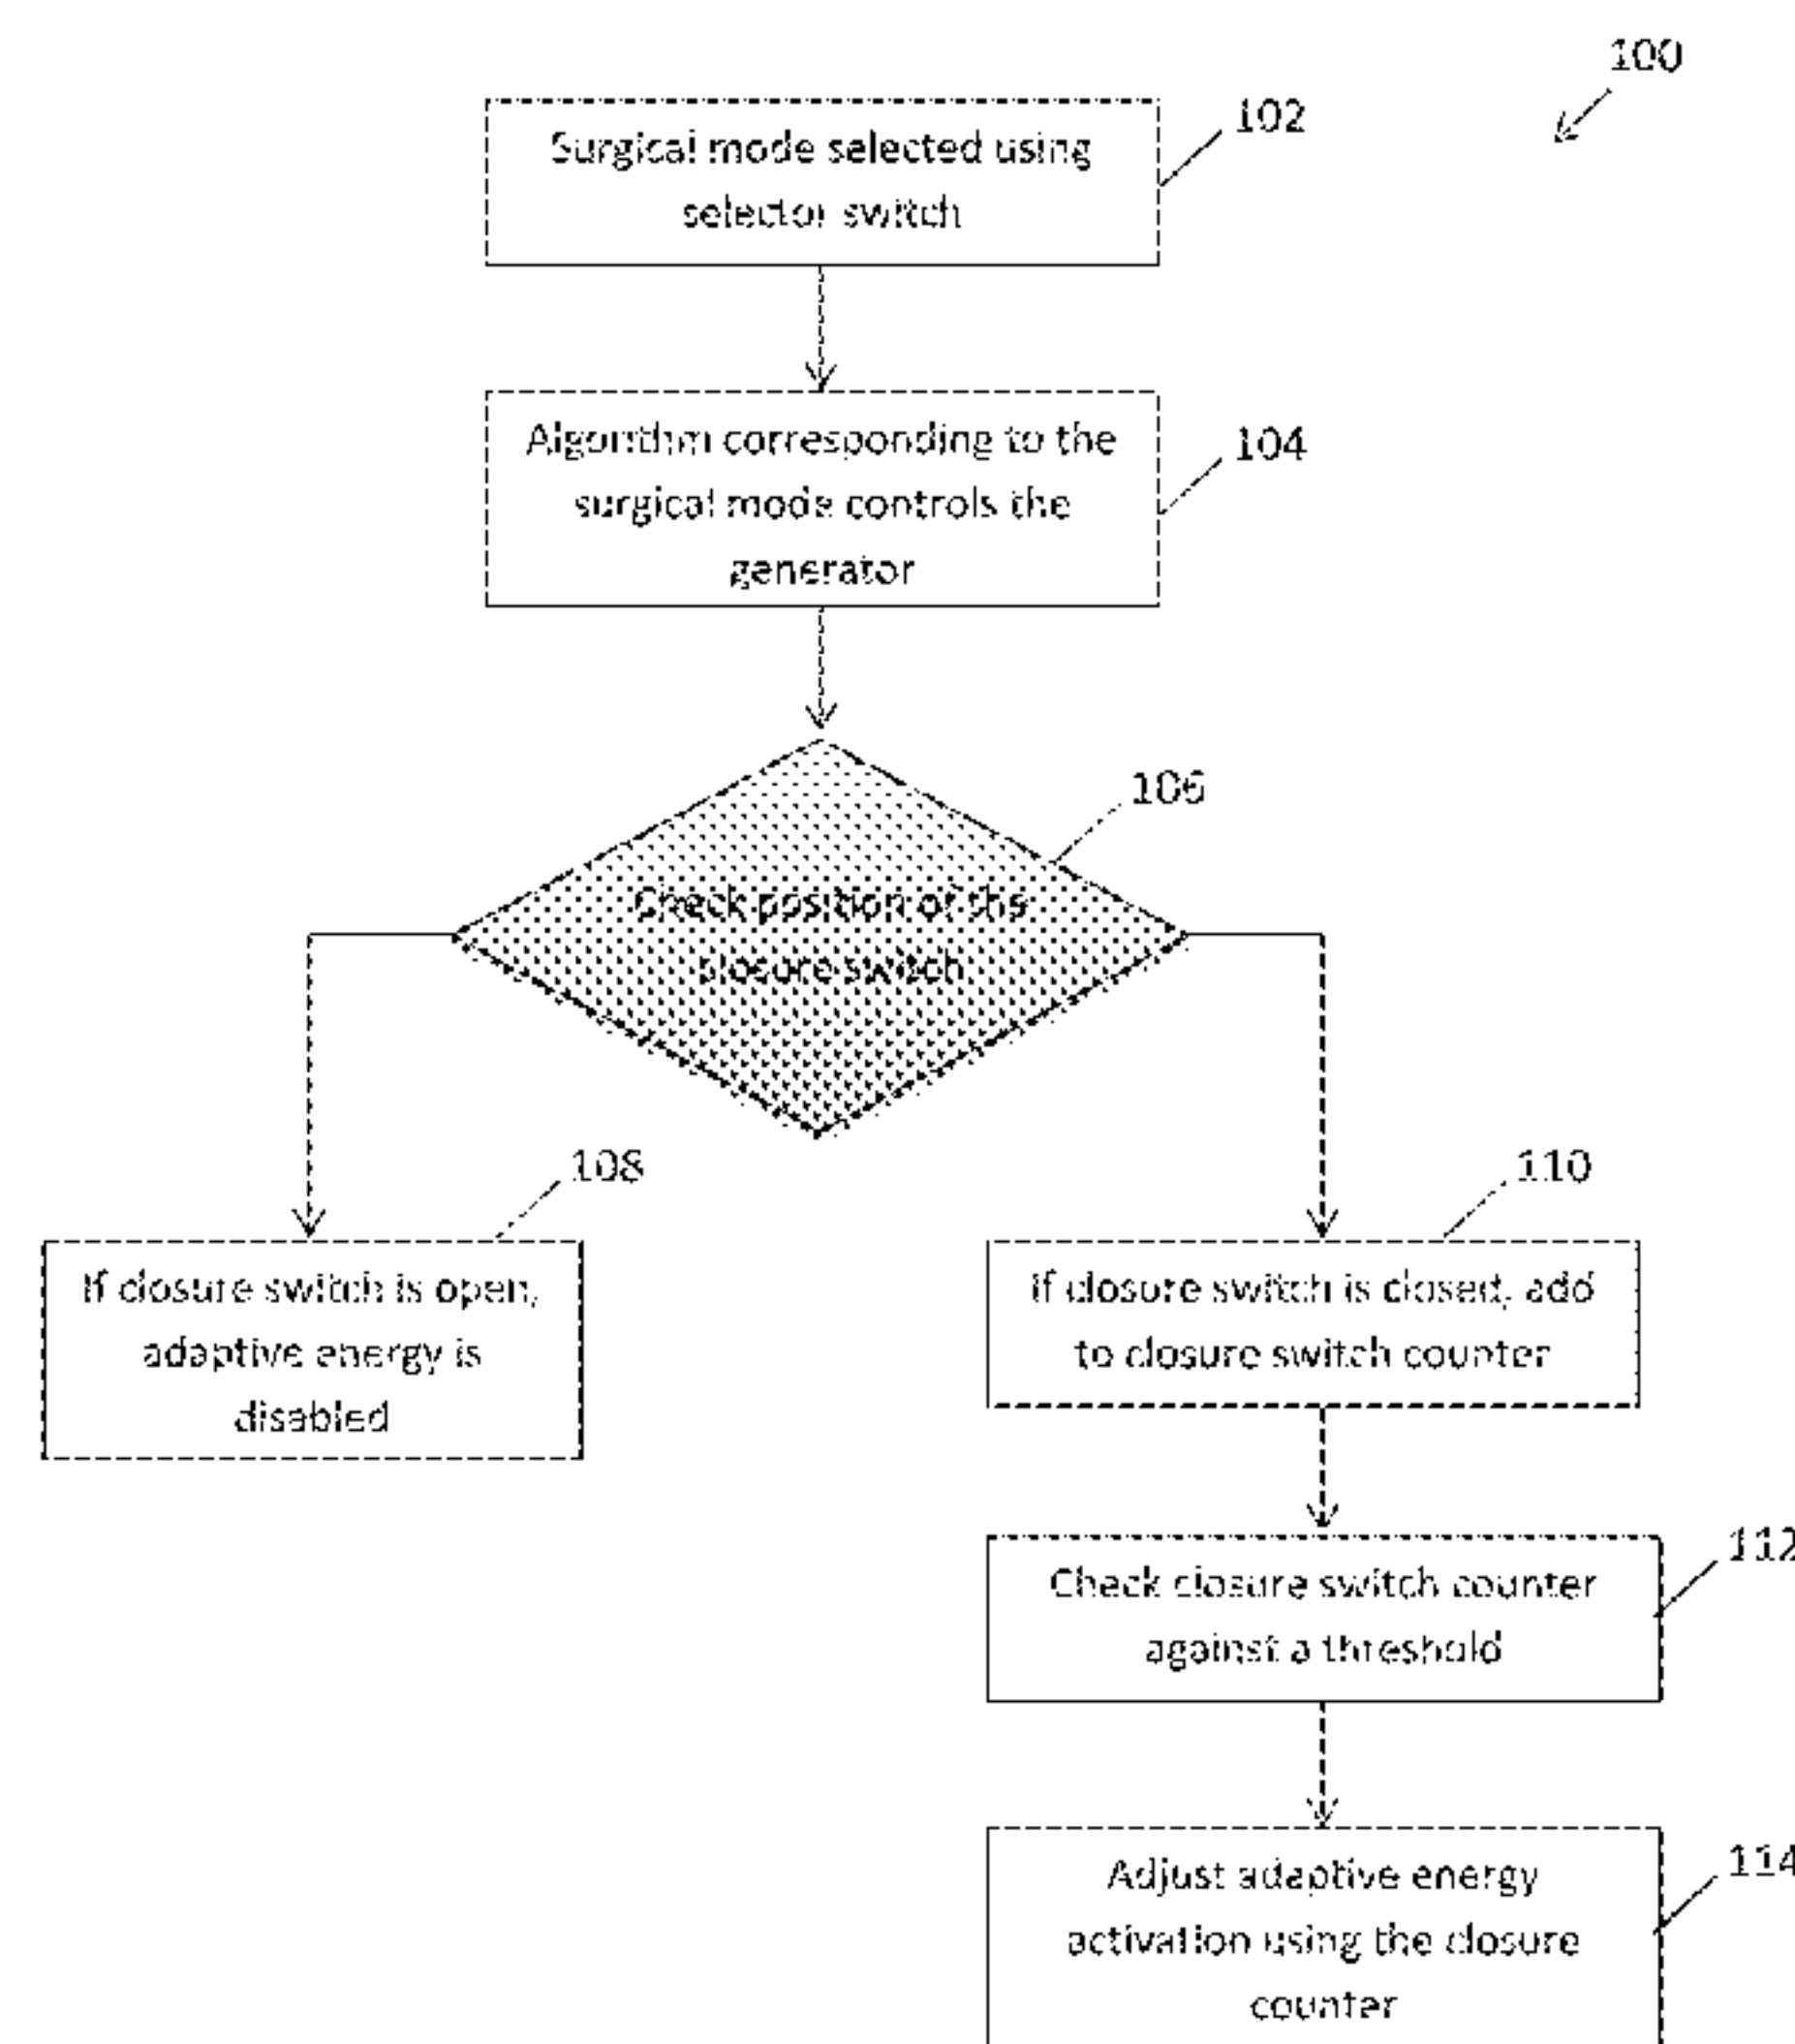 100
102
Surgical mode selected using
selector switch
104
Algorithm corresponding to the
surgical mode controls the
generator
106
Check position of the
closure switch
108
If closure switch is open,
adaptive energy is
disabled
110
If closure switch is closed, add
to closure switch counter
112
Check closure switch counter
against a threshold
114
Adjust adaptive energy
activation using the closure
counter